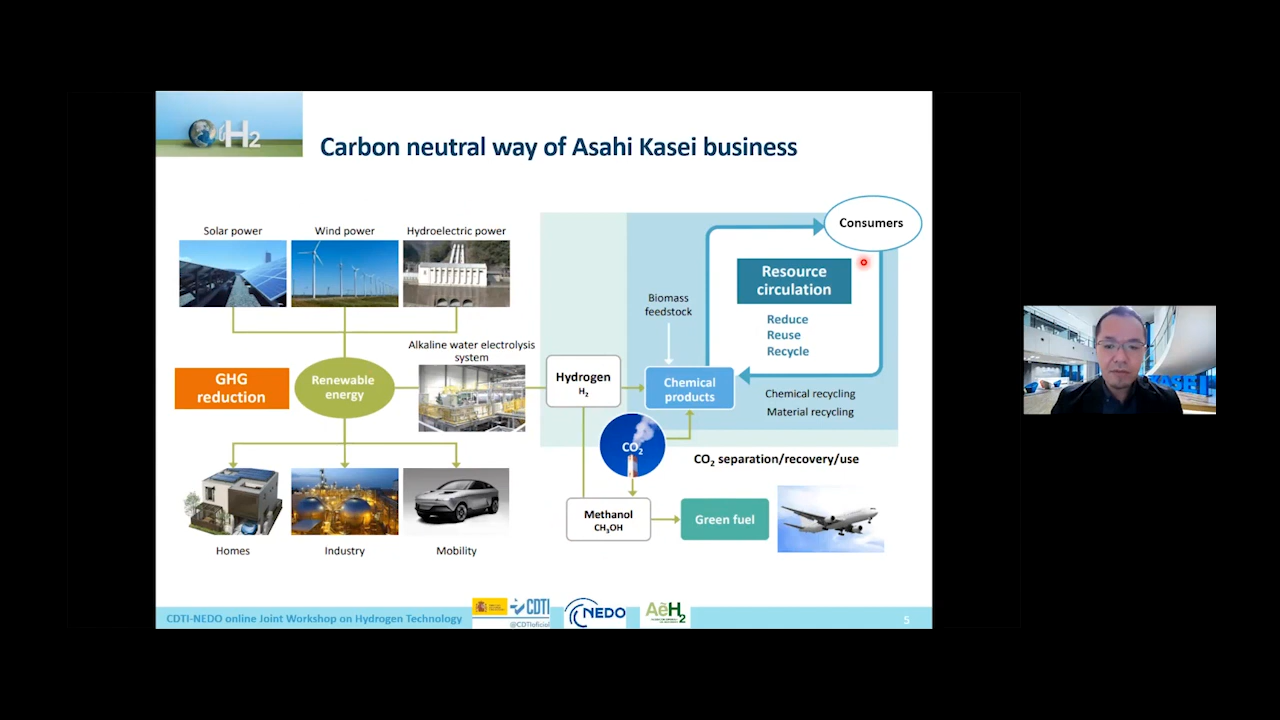 H2
Carbon neutral way of Asahi Kasei business
Solar power
Wind power
Hydroelectric power
Consumers
Resource
circulation
Reduce
Reuse
Recycle
Biomass
feedstock
Alkaline water electrolysis
system
GHG
reduction
Renewable
energy
Hydrogen
H₂
Chemical
products
Chemical recycling
Material recycling
CO₂
CO₂ separation/recovery/use
Methanol
CH₃OH
Green fuel
Homes
Industry
Mobility
CDTI-NEDO online Joint Workshop on Hydrogen Technology
CDTI
@CDTIoficial
NEDO
AeH2
5
KASEI